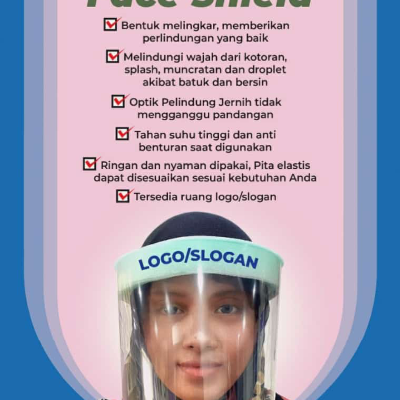 Face Shield
Bentuk melingkar, memberikan
perlindungan yang baik
Melindungi wajah dari kotoran,
splash, muncratan dan droplet
akibat batuk dan bersin
Optik Pelindung Jernih tidak
mengganggu pandangan
Tahan suhu tinggi dan anti
benturan saat digunakan
Ringan dan nyaman dipakai, Pita elastis
dapat disesuaikan sesuai kebutuhan Anda
Tersedia ruang logo/slogan
LOGO/SLOGAN